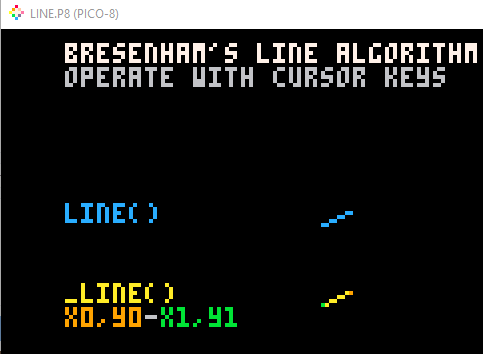 LINE.P8 (PICO-8)
BRESENHAM'S LINE ALGORITHM
OPERATE WITH CURSOR KEYS
LINE()
_LINE()
X0,Y0-X1,Y1